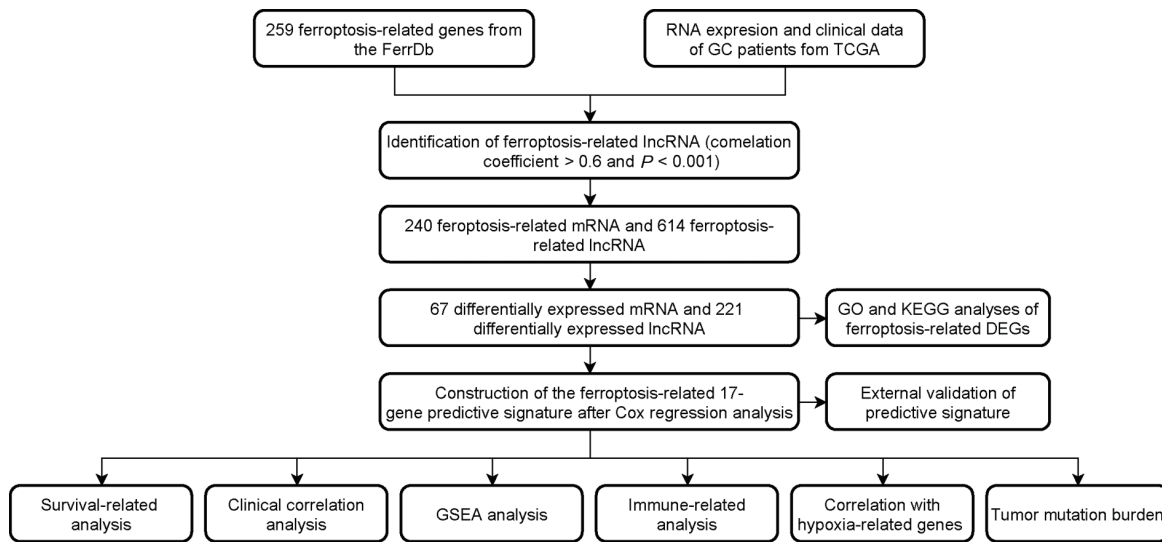 259 ferroptosis-related genes from
the FerrDb
RNA expresion and clinical data
of GC patients fom TCGA
Identification of ferroptosis-related lncRNA (comelation
coefficient > 0.6 and P < 0.001)
240 feroptosis-related mRNA and 614 ferroptosis-
related lncRNA
67 differentially expressed mRNA and 221
differentially expressed lncRNA
GO and KEGG analyses of
ferroptosis-related DEGs
Construction of the ferroptosis-related 17-
gene predictive signature after Cox regression analysis
External validation of
predictive signature
Survival-related
analysis
Clinical correlation
analysis
GSEA analysis
Immune-related
analysis
Correlation with
hypoxia-related genes
Tumor mutation burden